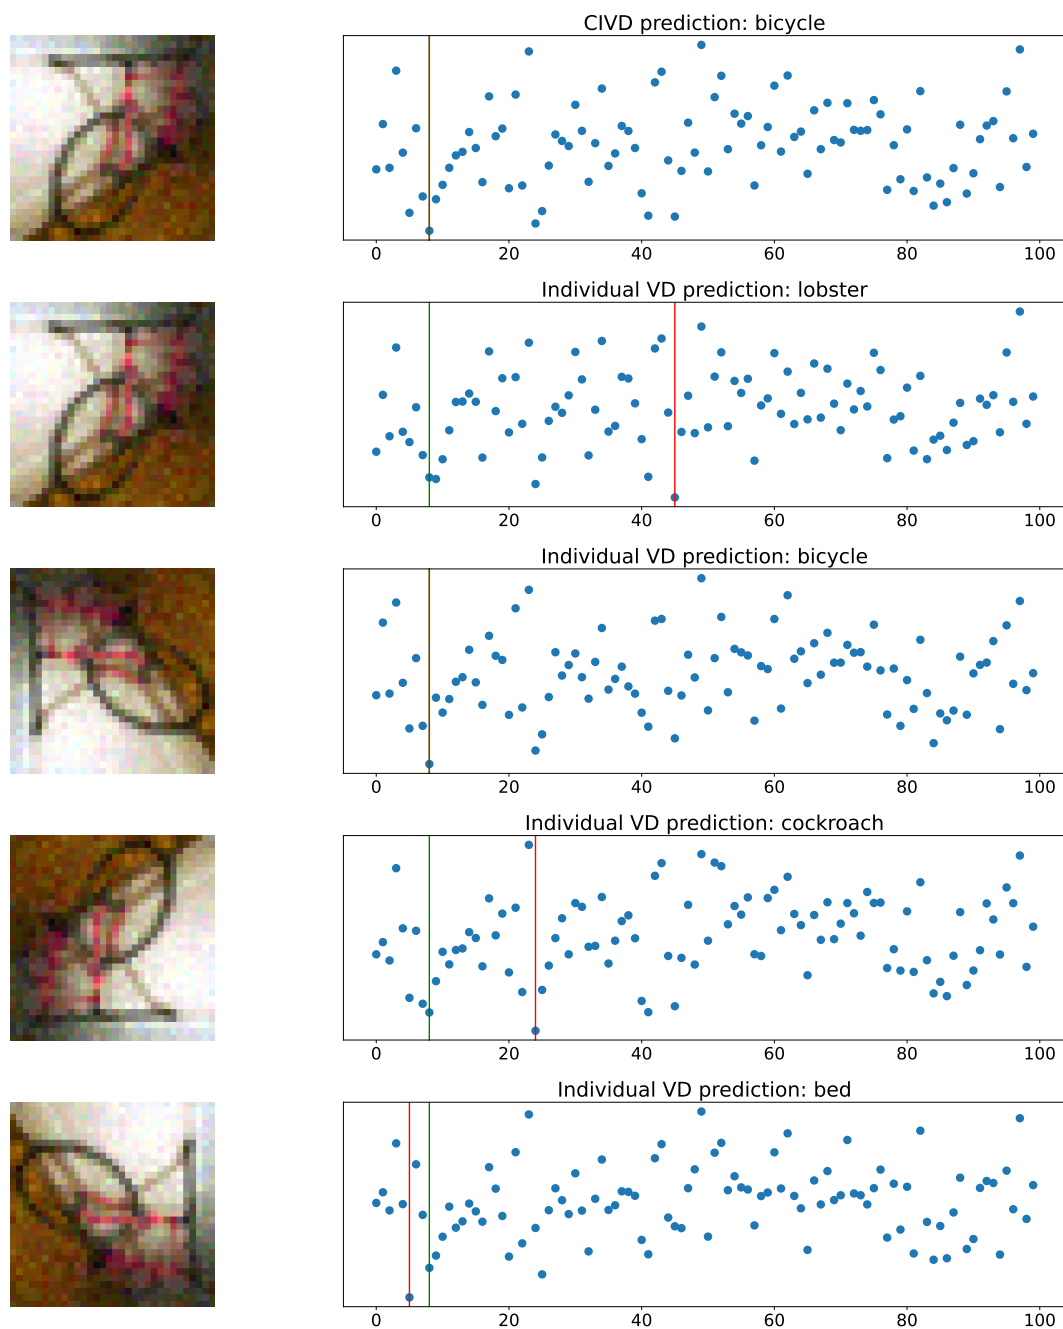 CIVD prediction: bicycle
0 20 40 60 80 100
Individual VD prediction: lobster
0 20 40 60 80 100
Individual VD prediction: bicycle
0 20 40 60 80 100
Individual VD prediction: cockroach
0 20 40 60 80 100
Individual VD prediction: bed
0 20 40 60 80 100